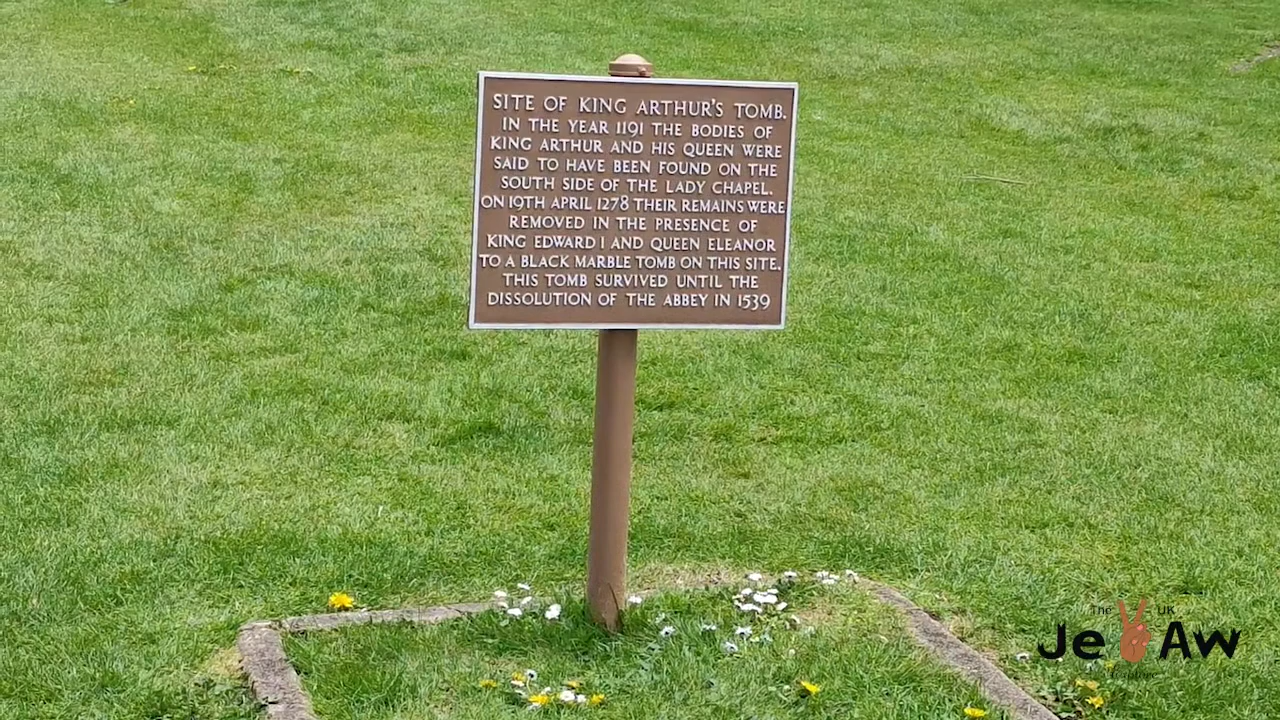 SITE OF KING ARTHUR'S TOMB.
IN THE YEAR 1191 THE BODIES OF
KING ARTHUR AND HIS QUEEN WERE
SAID TO HAVE BEEN FOUND ON THE
SOUTH SIDE OF THE LADY CHAPEL.
ON 19TH APRIL 1278 THEIR REMAINS WERE
REMOVED IN THE PRESENCE OF
KING EDWARD I AND QUEEN ELEANOR
TO A BLACK MARBLE TOMB ON THIS SITE.
THIS TOMB SURVIVED UNTIL THE
DISSOLUTION OF THE ABBEY IN 1539
The UK
Je Aw